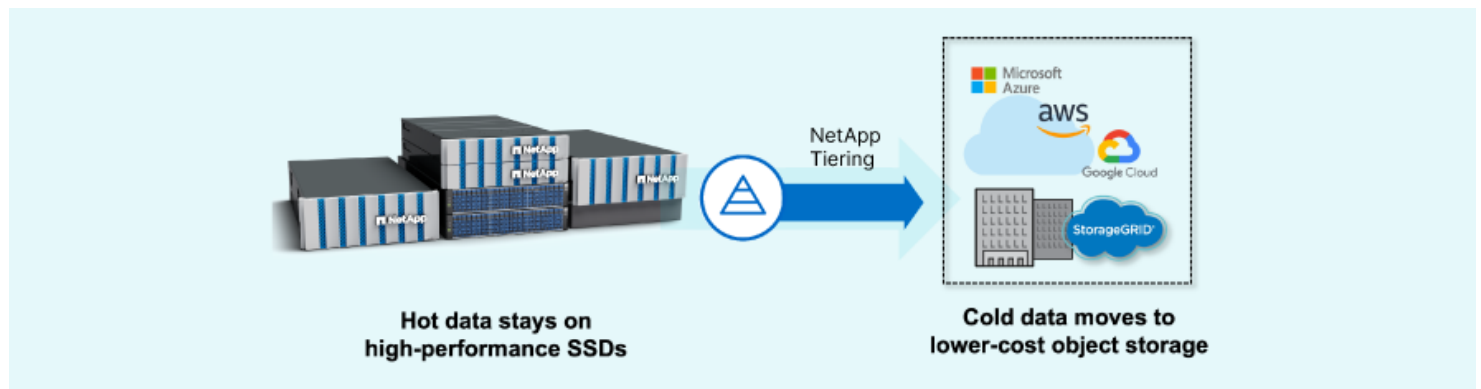 Microsoft
Azure
aws
Google Cloud
NetApp
Tiering
NetApp
NetApp
NetApp
NetApp
StorageGRID®
Hot data stays on
high-performance SSDs
Cold data moves to
lower-cost object storage